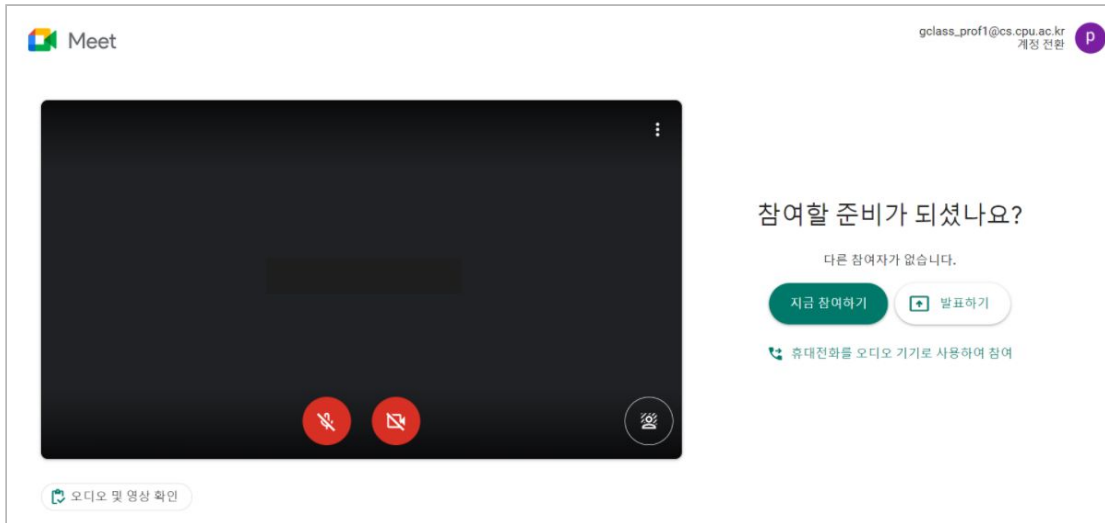 Meet
gclass_prof1@cs.cpu.ac.kr
계정 전환
p
참여할 준비가 되셨나요?
다른 참여자가 없습니다.
지금 참여하기
발표하기
휴대전화를 오디오 기기로 사용하여 참여
오디오 및 영상 확인